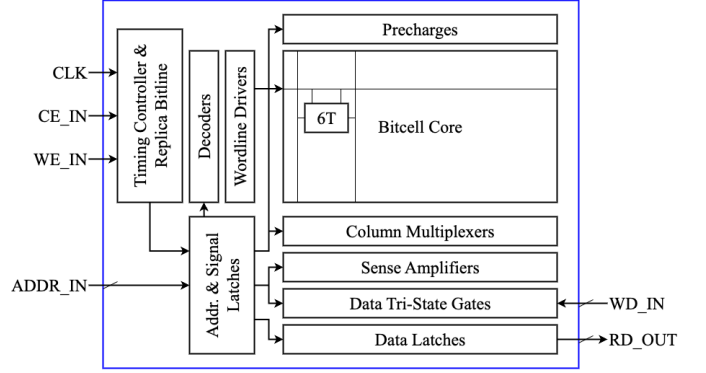 Precharges
Timing Controller &
Replica Bitline
Decoders
Wordline Drivers
CLK
CE_IN
WE_IN
6T
Bitcell Core
Addr. & Signal
Latches
Column Multiplexers
Sense Amplifiers
ADDR_IN
Data Tri-State Gates
WD_IN
Data Latches
RD_OUT